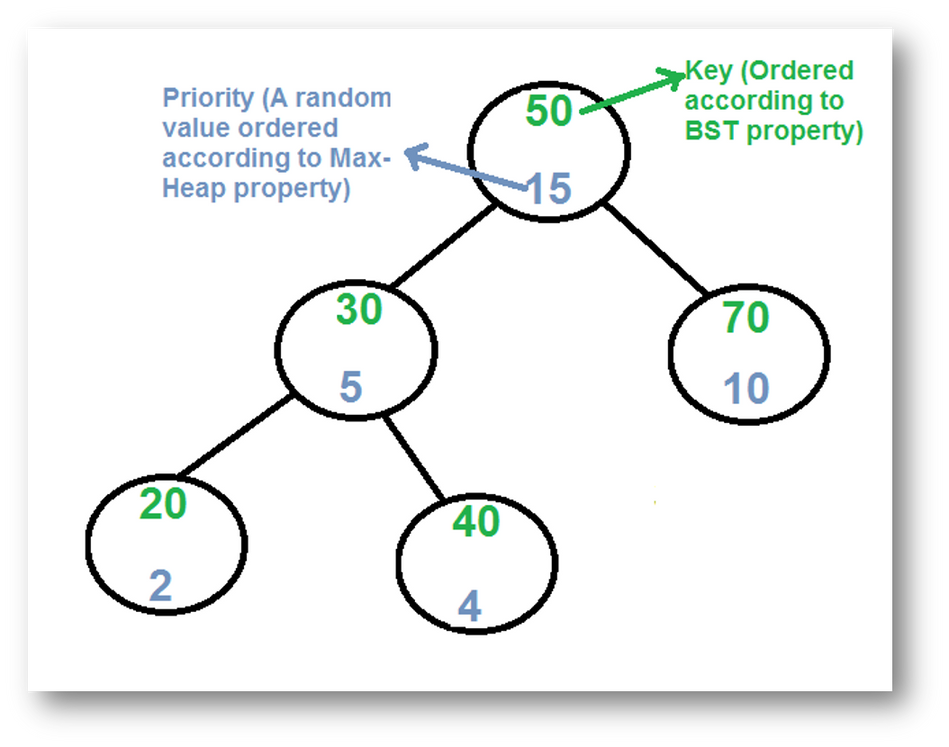 Priority (A random
value ordered
according to Max-
Heap property)
Key (Ordered
according to
BST property)
50
15
30
5
70
10
20
2
40
4